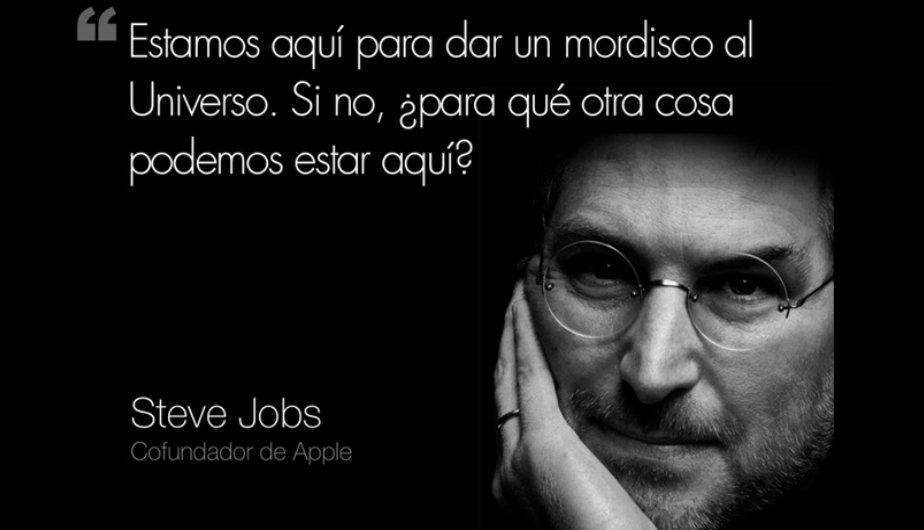 “
Estamos aquí para dar un mordisco al
Universo. Si no, ¿para qué otra cosa
podemos estar aquí?
Steve Jobs
Cofundador de Apple